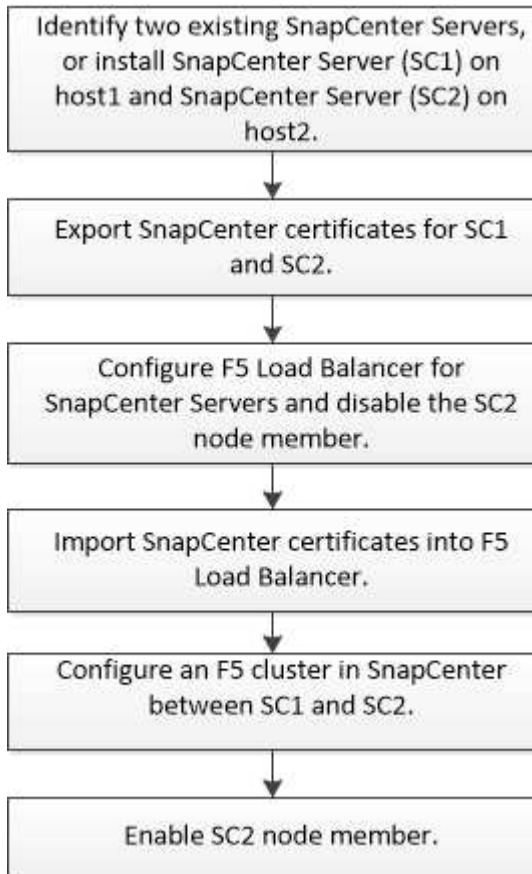 Identify two existing SnapCenter Servers,
or install SnapCenter Server (SC1) on
host1 and SnapCenter Server (SC2) on
host2.
Export SnapCenter certificates for SC1
and SC2.
Configure F5 Load Balancer for
SnapCenter Servers and disable the SC2
node member.
Import SnapCenter certificates into F5
Load Balancer.
Configure an F5 cluster in SnapCenter
between SC1 and SC2.
Enable SC2 node member.